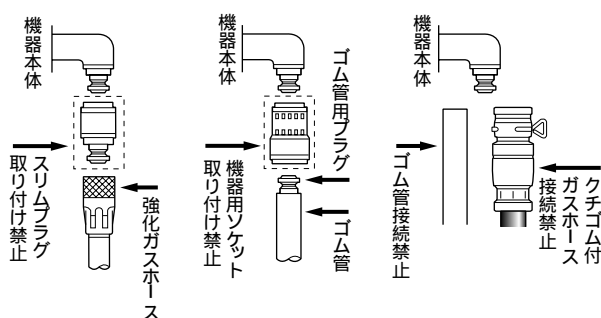 機器本体
スリムプラグ
取り付け禁止
強化ガスホース
機器本体
ゴム管用プラグ
機器用ソケット
取り付け禁止
ゴム管
機器本体
ゴム管接続禁止
クチゴム付
ガスホース
接続禁止